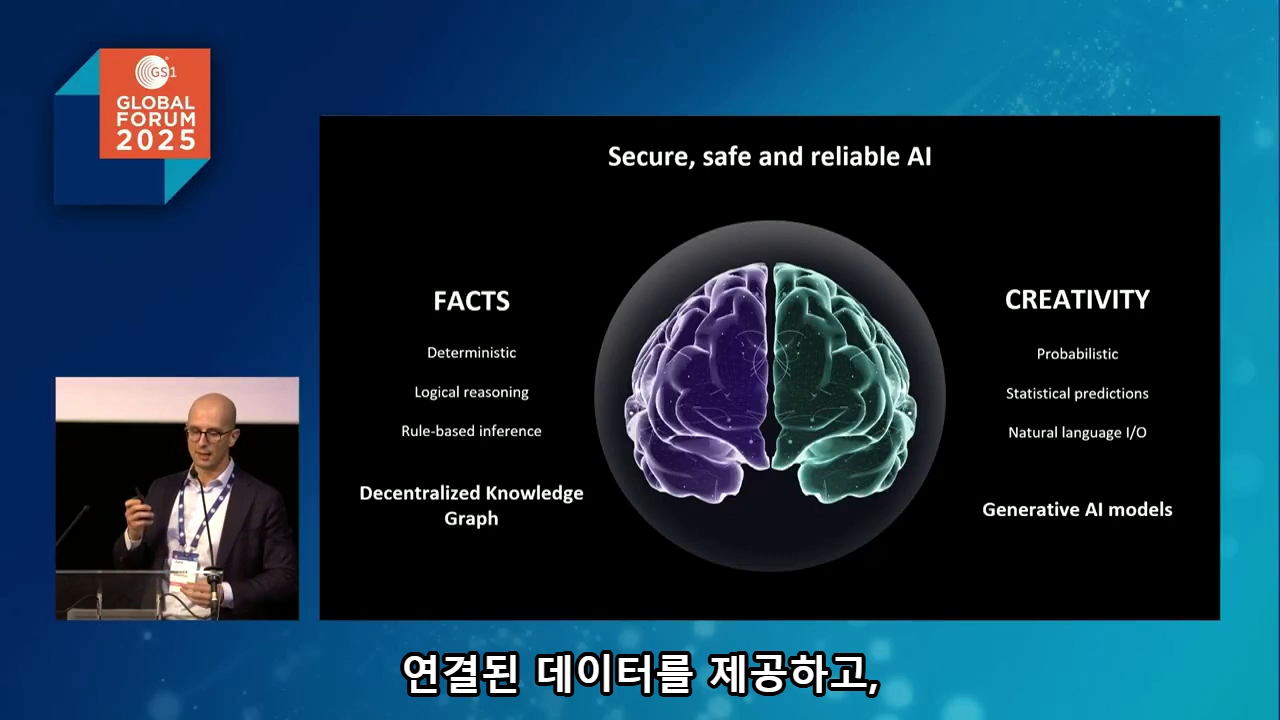 GS1
GLOBAL
FORUM
2025
Secure, safe and reliable AI
FACTS
Deterministic
Logical reasoning
Rule-based inference
Decentralized Knowledge
Graph
CREATIVITY
Probabilistic
Statistical predictions
Natural language I/O
Generative AI models
연결된 데이터를 제공하고,